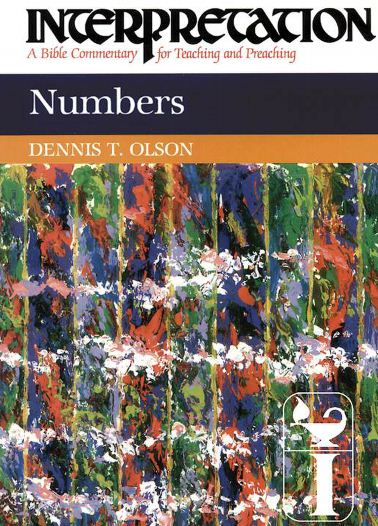 INTERPRETATION
A Bible Commentary for Teaching and Preaching
Numbers
DENNIS T. OLSON